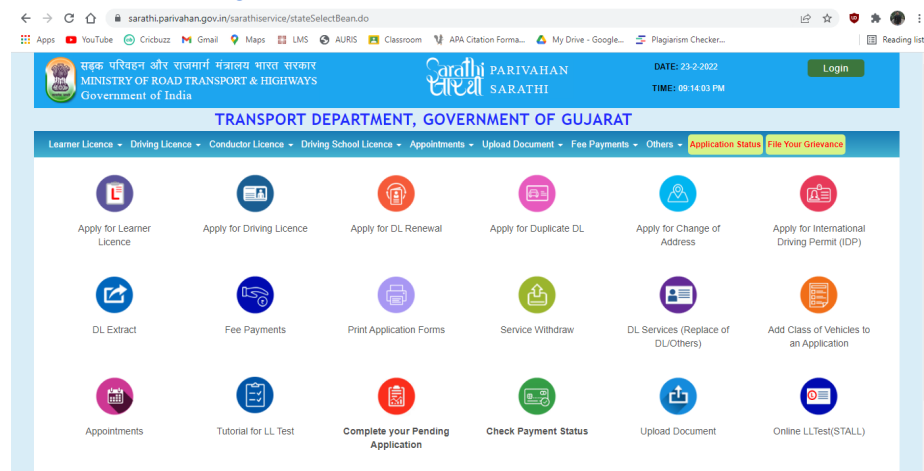 sarathi.parivahan.gov.in/sarathiservice/stateSelectBean.do
Apps YouTube Cricbuzz Gmail Maps LMS AURIS Classroom APA Citation Forma... My Drive - Google... Plagiarism Checker... Reading list
सड़क परिवहन और राजमार्ग मंत्रालय भारत सरकार
MINISTRY OF ROAD TRANSPORT & HIGHWAYS
Government of India
Sarathi
सारथी
PARIVAHAN
SARATHI
DATE: 23-2-2022
TIME: 09:14:03 PM
Login
TRANSPORT DEPARTMENT, GOVERNMENT OF GUJARAT
Learner Licence Driving Licence Conductor Licence Driving School Licence Appointments Upload Document Fee Payments Others Application Status File Your Grievance
L
Apply for Learner
Licence
Apply for Driving Licence
Apply for DL Renewal
Apply for Duplicate DL
Apply for Change of
Address
Apply for International
Driving Permit (IDP)
DL Extract
Fee Payments
Print Application Forms
Service Withdraw
DL Services (Replace of
DL/Others)
Add Class of Vehicles to
an Application
Appointments
Tutorial for LL Test
Complete your Pending
Application
Check Payment Status
Upload Document
Online LLTest(STALL)